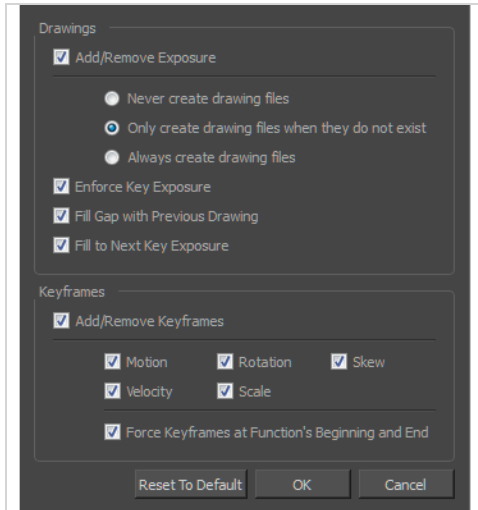 Drawings
Add/Remove Exposure
Never create drawing files
Only create drawing files when they do not exist
Always create drawing files
Enforce Key Exposure
Fill Gap with Previous Drawing
Fill to Next Key Exposure
Keyframes
Add/Remove Keyframes
Motion Rotation Skew
Velocity Scale
Force Keyframes at Function's Beginning and End
Reset To Default OK Cancel